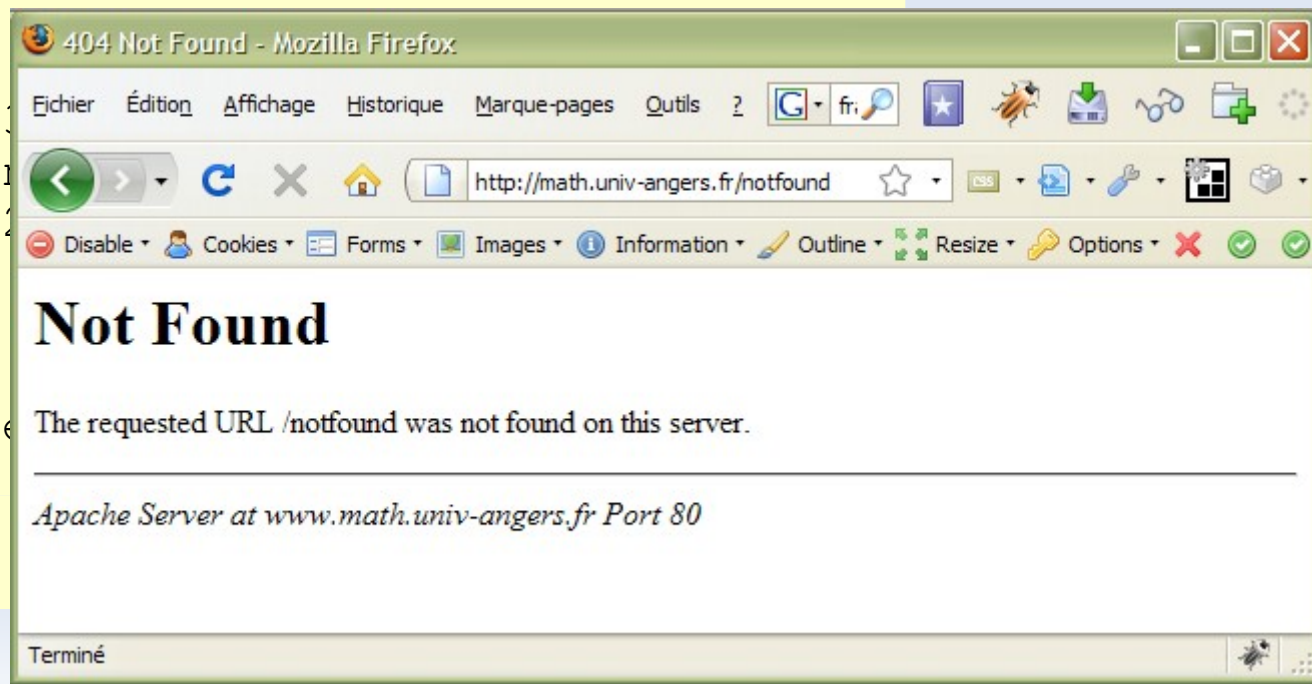 404 Not Found - Mozilla Firefox
Fichier Édition Affichage Historique Marque-pages Outils ? G fr
http://math.univ-angers.fr/notfound CSS
Disable Cookies Forms Images Information Outline Resize Options
Not Found
The requested URL /notfound was not found on this server.
Apache Server at www.math.univ-angers.fr Port 80
Terminé